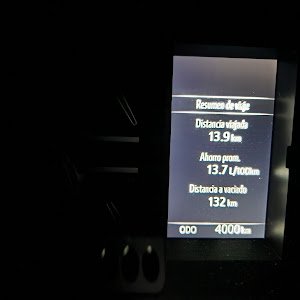 Resumen de viaje
Distancia viajada
13.9 km
Ahorro prom.
13.7 L/100km
Distancia a vaciado
132 km
ODO 4000 km